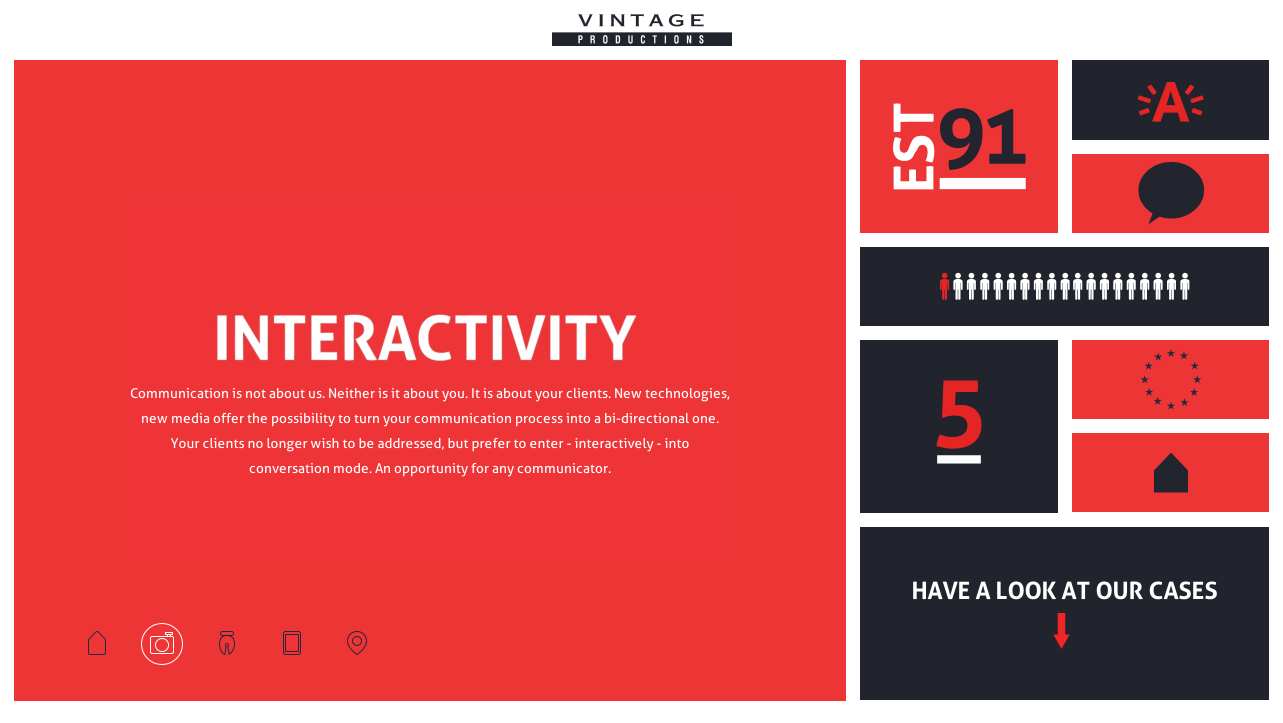 VINTAGE
PRODUCTIONS
INTERACTIVITY
Communication is not about us. Neither is it about you. It is about your clients. New technologies,
new media offer the possibility to turn your communication process into a bi-directional one.
Your clients no longer wish to be addressed, but prefer to enter - interactively - into
conversation mode. An opportunity for any communicator.
EST 91
A
5
HAVE A LOOK AT OUR CASES